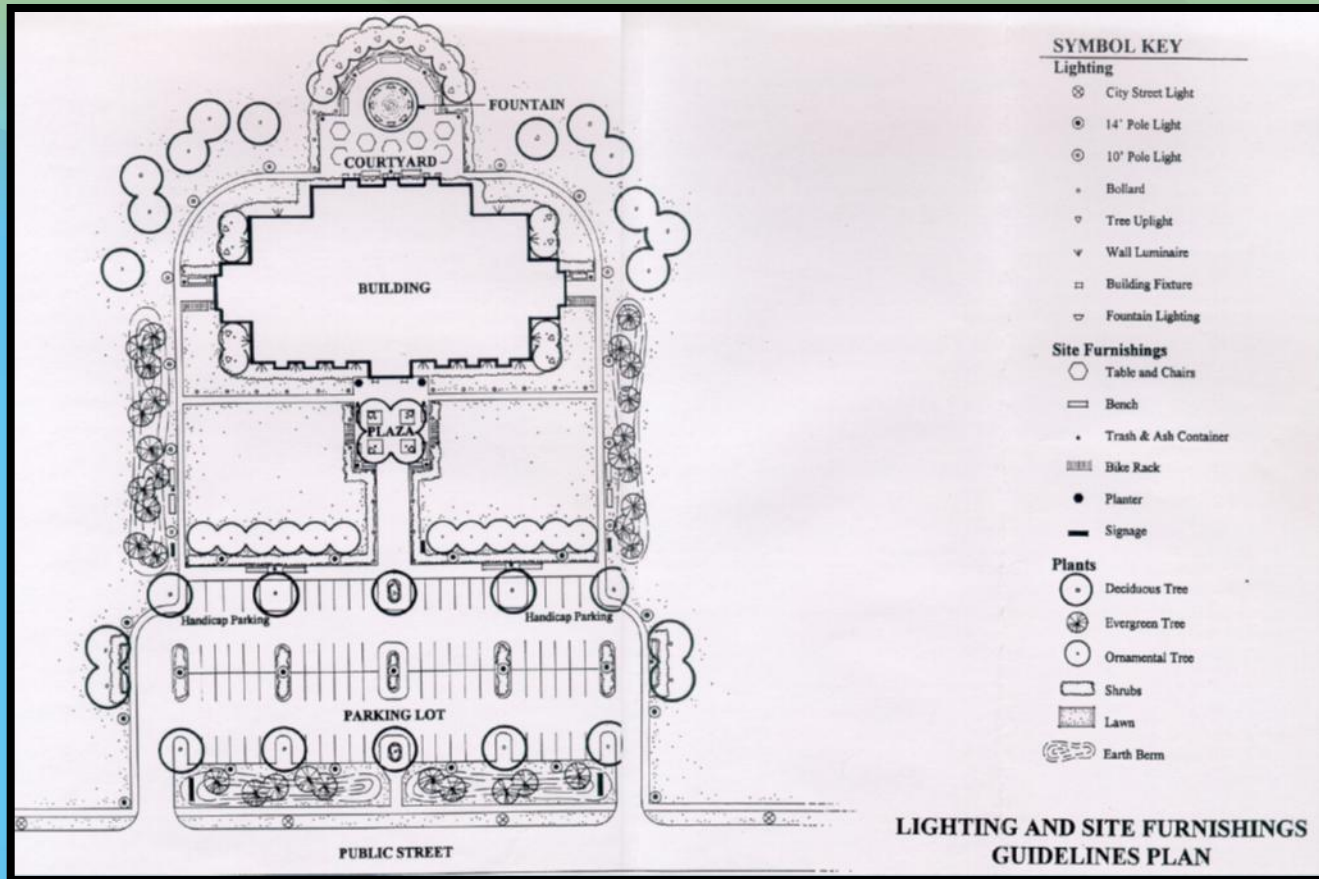 FOUNTAIN
COURTYARD
BUILDING
PLAZA
Handicap Parking
Handicap Parking
PARKING LOT
PUBLIC STREET
SYMBOL KEY
Lighting
City Street Light
14' Pole Light
10' Pole Light
Bollard
Tree Uplight
Wall Luminaire
Building Fixture
Fountain Lighting
Site Furnishings
Table and Chairs
Bench
Trash & Ash Container
Bike Rack
Planter
Signage
Plants
Deciduous Tree
Evergreen Tree
Ornamental Tree
Shrubs
Lawn
Earth Berm
LIGHTING AND SITE FURNISHINGS
GUIDELINES PLAN